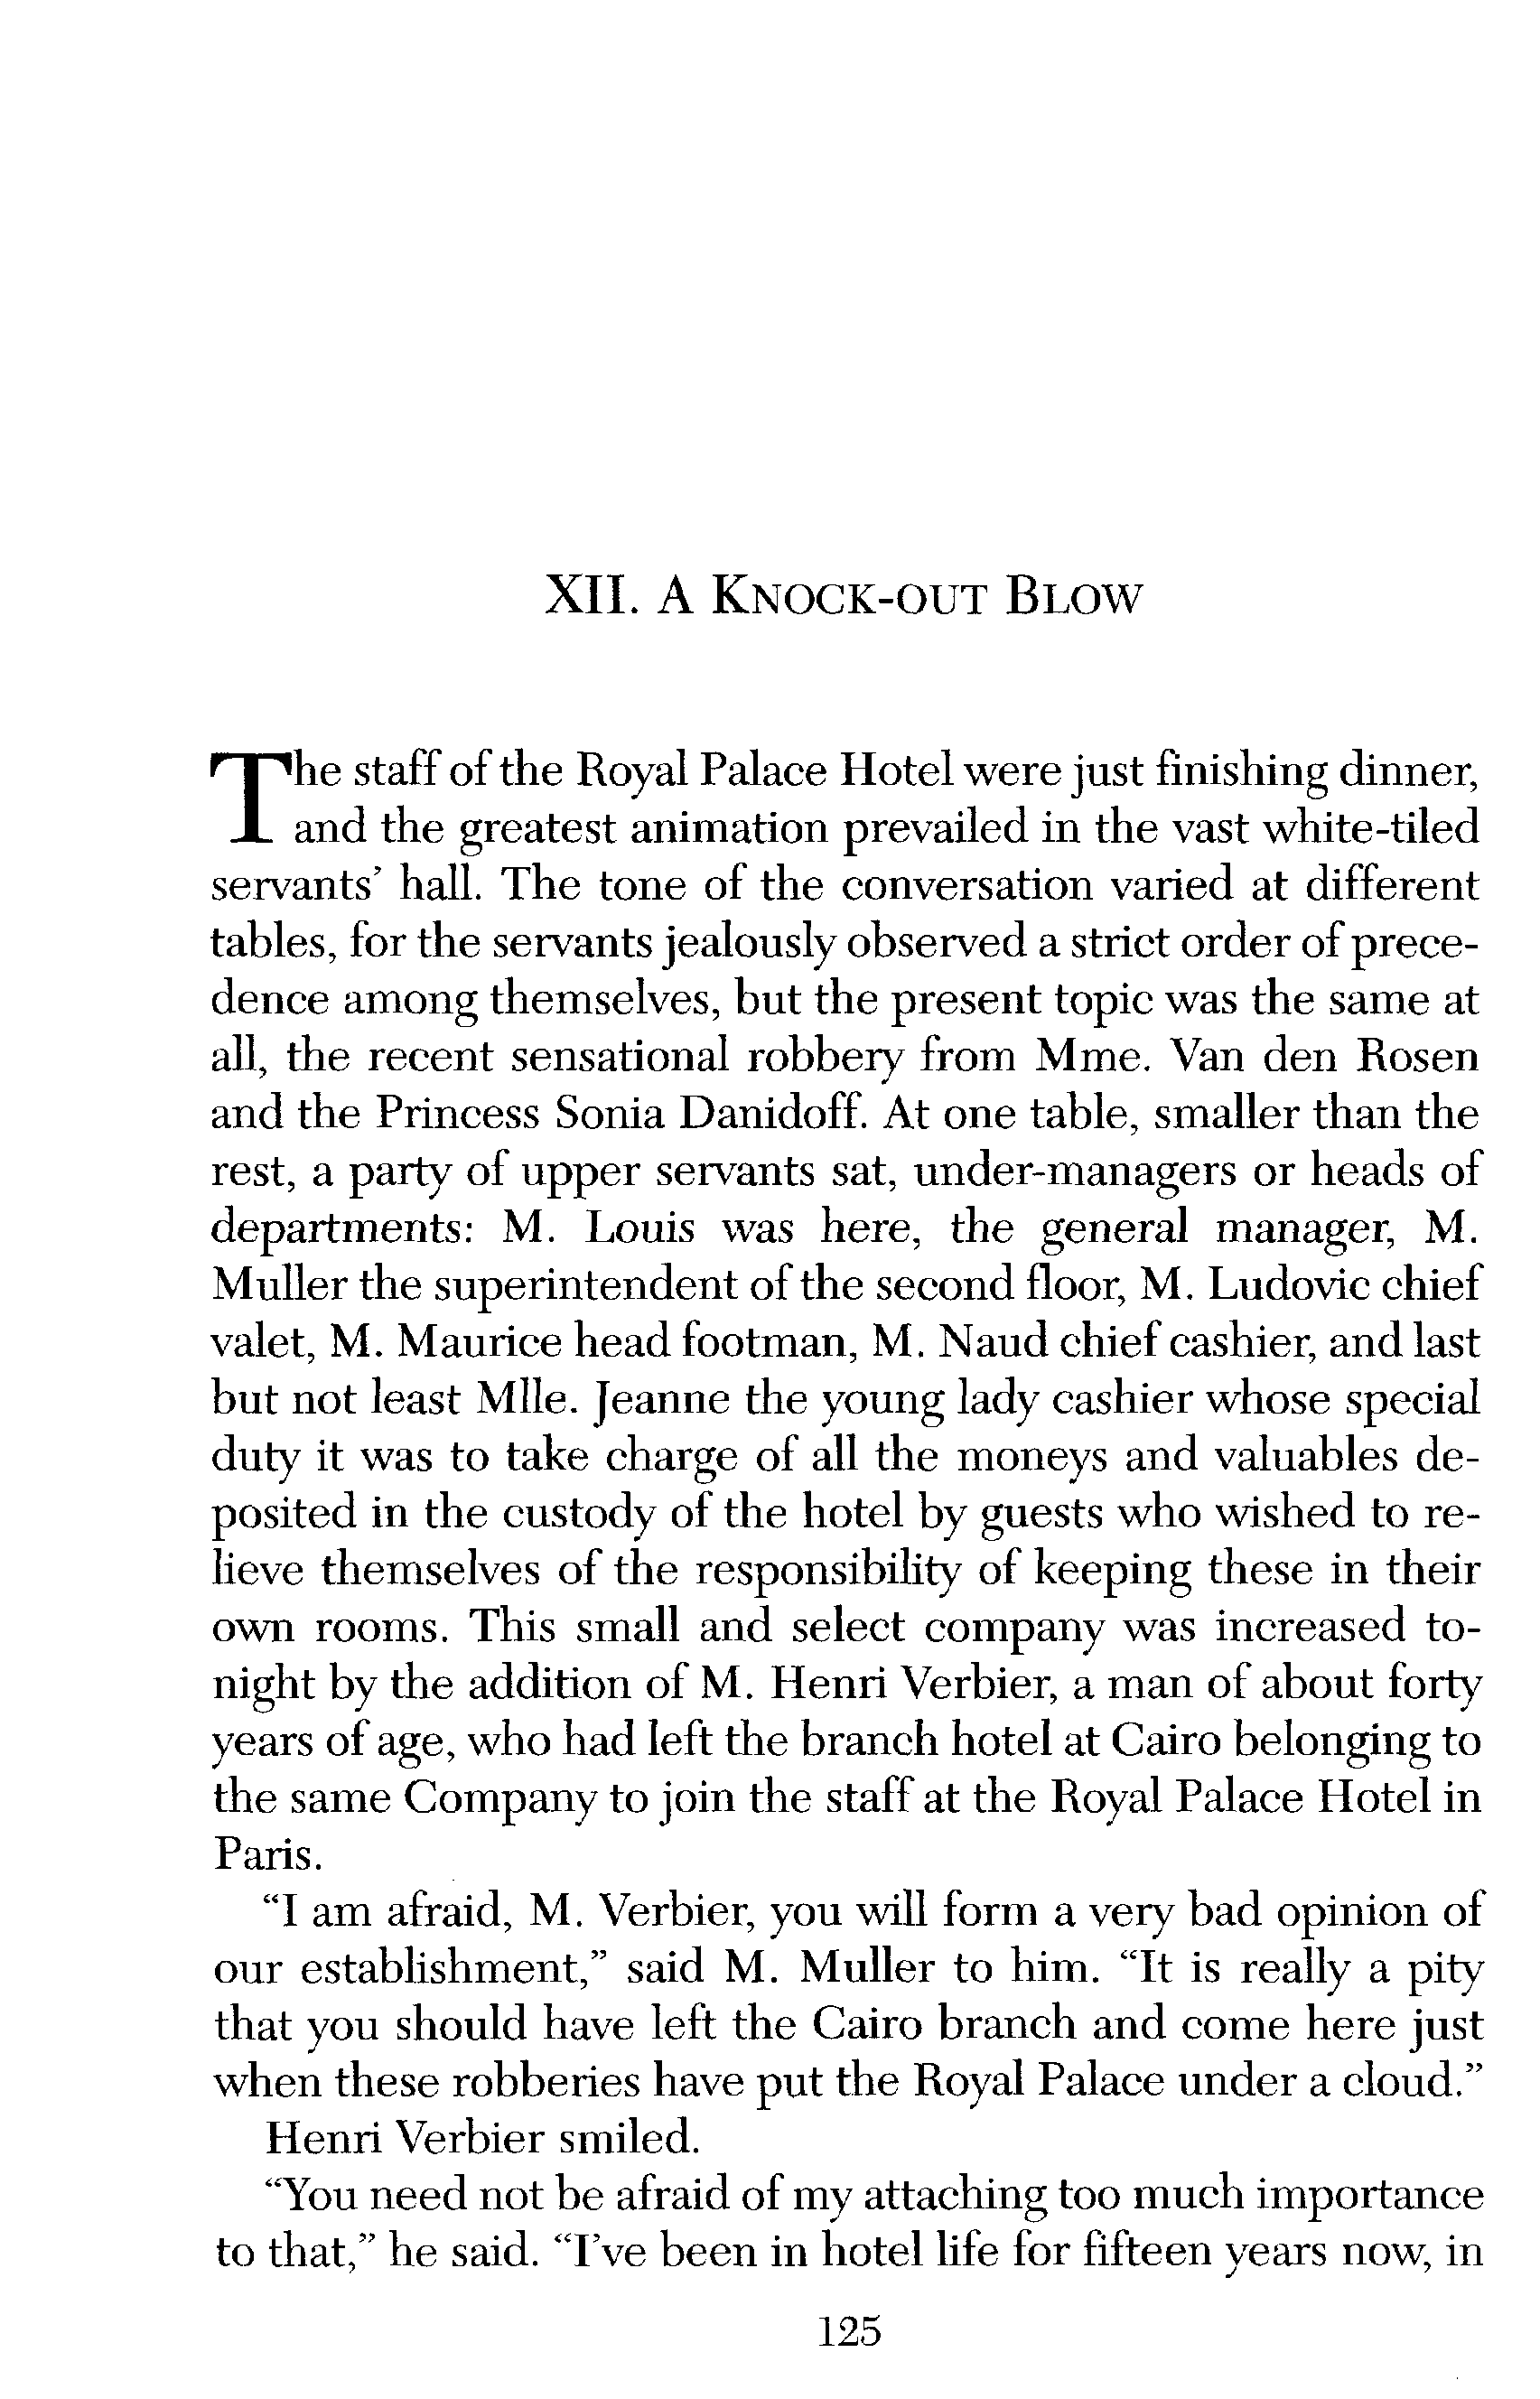 XII. A Knock-out Blow
The staff of the Royal Palace Hotel were just finishing dinner,
and the greatest animation prevailed in the vast white-tiled
servants’ hall. The tone of the conversation varied at different
tables, for the servants jealously observed a strict order of prece-
dence among themselves, but the present topic was the same at
all, the recent sensational robbery from Mme. Van den Rosen
and the Princess Sonia Danidoff. At one table, smaller than the
rest, a party of upper servants sat, under-managers or heads of
departments: M. Louis was here, the general manager, M.
Muller the superintendent of the second floor, M. Ludovic chief
valet, M. Maurice head footman, M. Naud chief cashier, and last
but not least Mlle. Jeanne the young lady cashier whose special
duty it was to take charge of all the moneys and valuables de-
posited in the custody of the hotel by guests who wished to re-
lieve themselves of the responsibility of keeping these in their
own rooms. This small and select company was increased to-
night by the addition of M. Henri Verbier, a man of about forty
years of age, who had left the branch hotel at Cairo belonging to
the same Company to join the staff at the Royal Palace Hotel in
Paris.
“I am afraid, M. Verbier, you will form a very bad opinion of
our establishment,” said M. Muller to him. “It is really a pity
that you should have left the Cairo branch and come here just
when these robberies have put the Royal Palace under a cloud.”
Henri Verbier smiled.
“You need not be afraid of my attaching too much importance
to that,” he said. “I’ve been in hotel life for fifteen years now, in
125